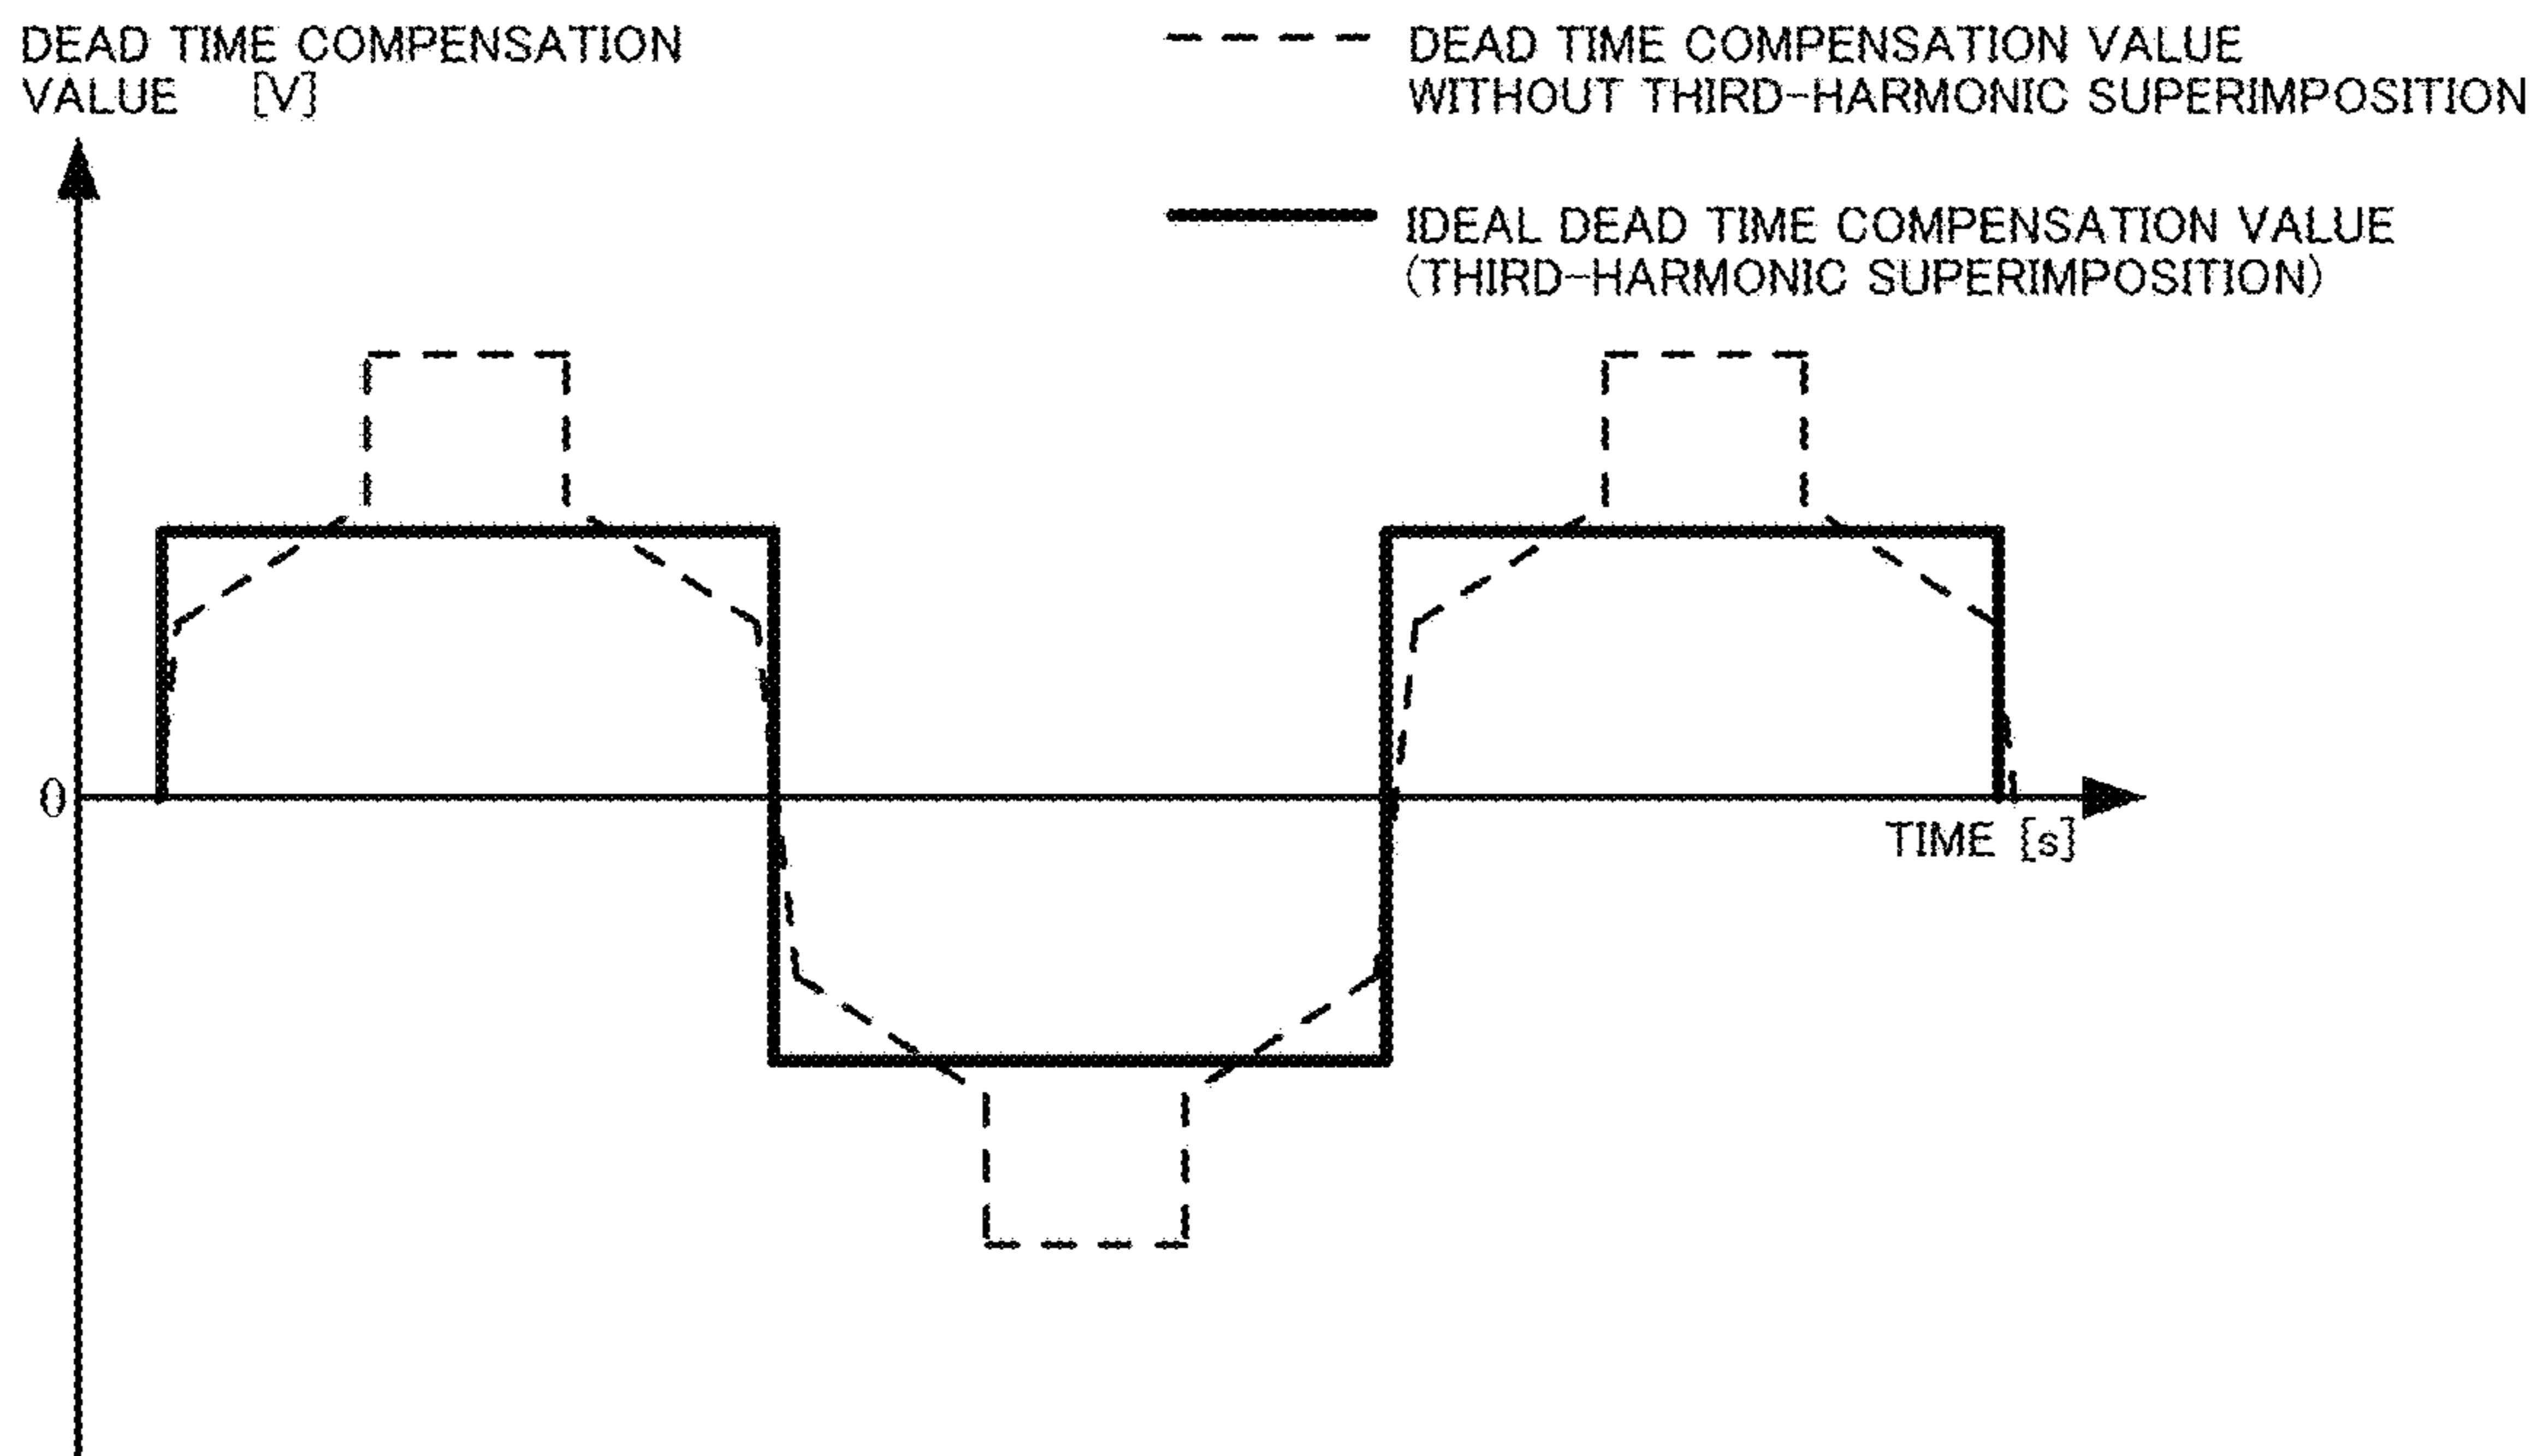 DEAD TIME COMPENSATION
VALUE [V]
DEAD TIME COMPENSATION VALUE
WITHOUT THIRD-HARMONIC SUPERIMPOSITION
IDEAL DEAD TIME COMPENSATION VALUE
(THIRD-HARMONIC SUPERIMPOSITION)
0
TIME [s]